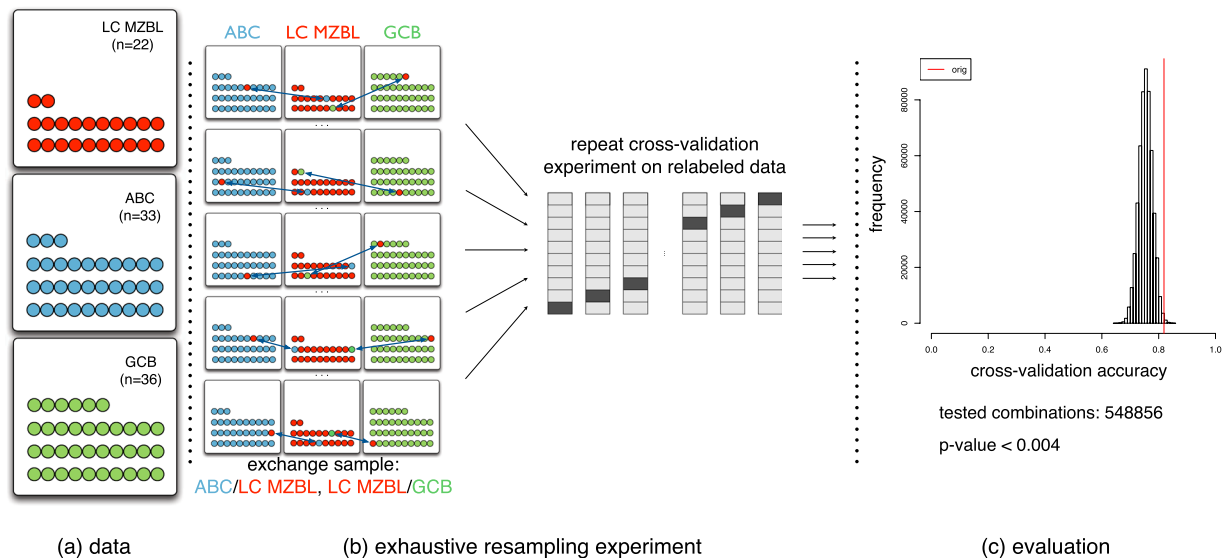 LC MZBL
(n=22)
ABC
(n=33)
GCB
(n=36)
(a) data
ABC LC MZBL GCB
...
...
...
...
exchange sample:
ABC/LC MZBL, LC MZBL/GCB
repeat cross-validation
experiment on relabeled data
...
(b) exhaustive resampling experiment
orig
frequency
80000
60000
40000
20000
0
0.0 0.2 0.4 0.6 0.8 1.0
cross-validation accuracy
tested combinations: 548856
p-value < 0.004
(c) evaluation